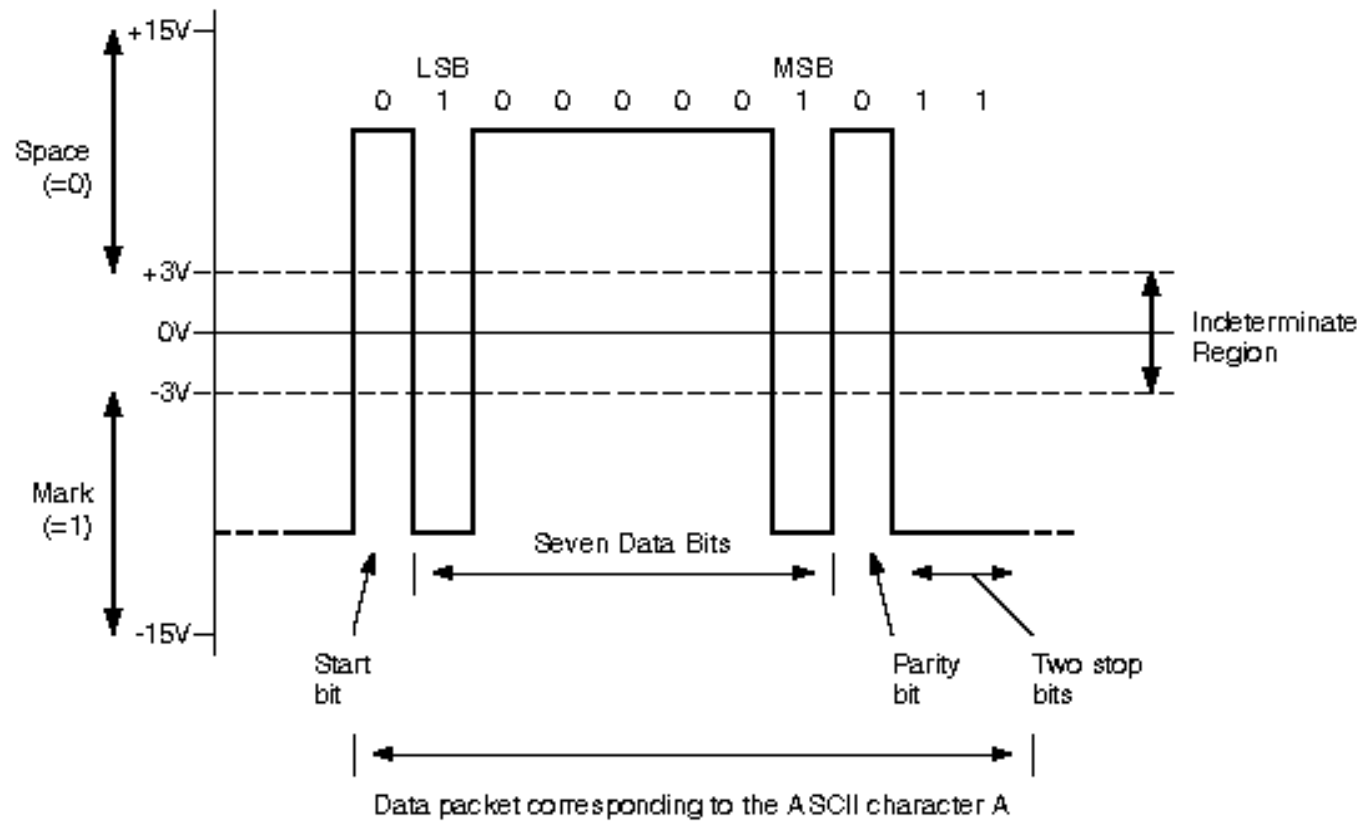 +15V
LSB MSB
0 1 0 0 0 0 0 1 0 1 1
Space
(=0)
+3V
0V
Indeterminate
Region
-3V
Mark
(=1)
Seven Data Bits
-15V
Start
bit
Parity
bit
Two stop
bits
Data packet corresponding to the ASCII character A